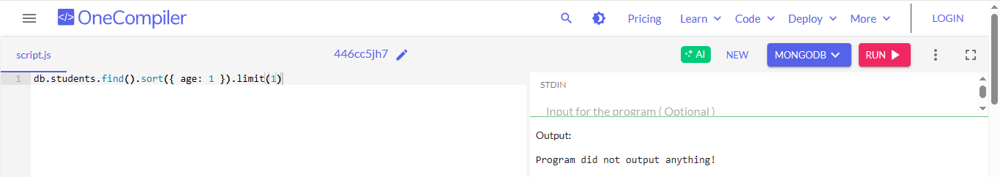 </> OneCompiler
Pricing Learn Code Deploy More LOGIN
script.js 446cc5jh7 AI NEW MONGODB RUN
1 db.students.find().sort({ age: 1 }).limit(1)
STDIN
Input for the program ( Optional )
Output:
Program did not output anything!